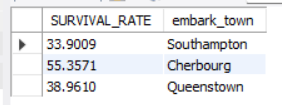 SURVIVAL_RATE embark_town
33.9009 Southampton
55.3571 Cherbourg
38.9610 Queenstown